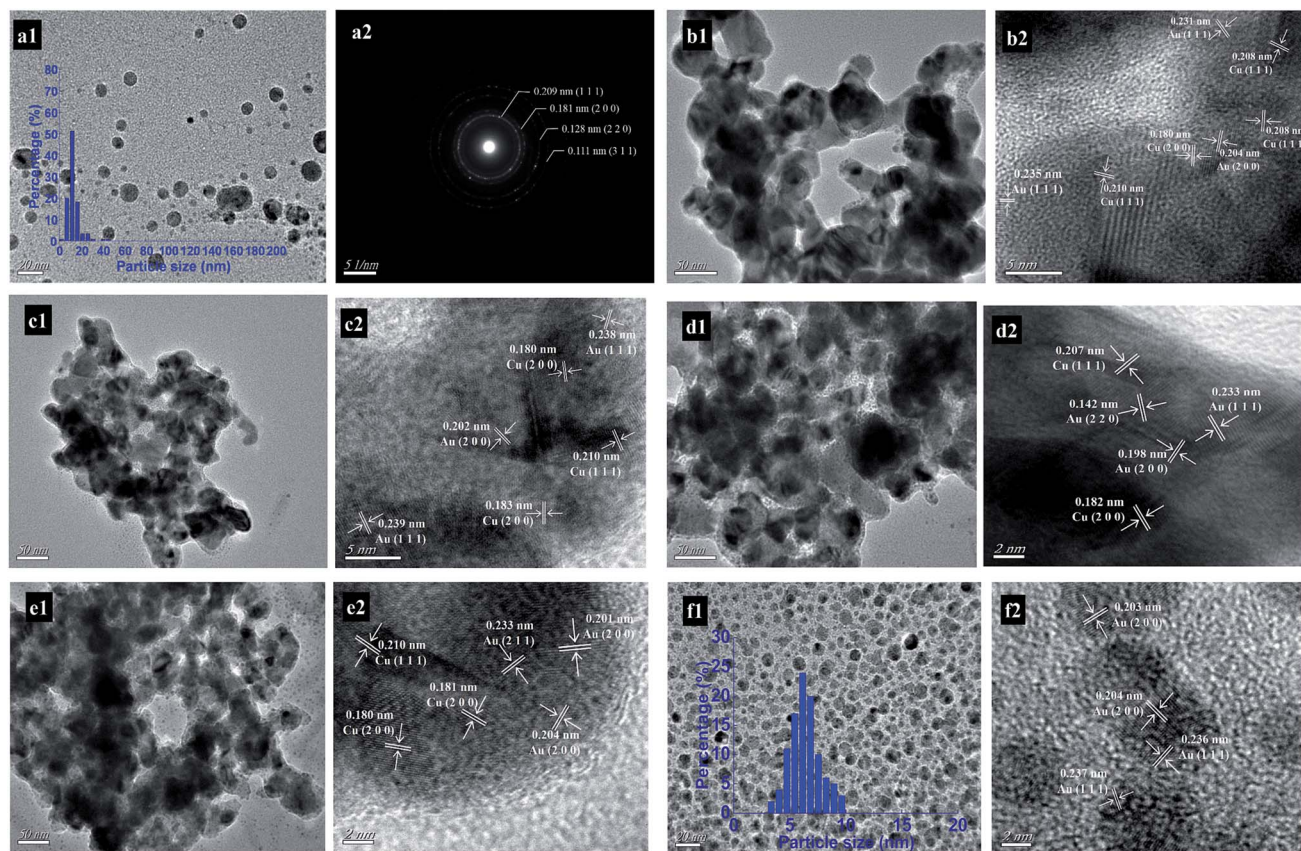 a1
80
70
60
50
40
30
20
10
0
Percentage (%)
0 20 40 60 80 100 120 140 160 180 200
Particle size (nm)
20 nm
a2
0.209 nm (1 1 1)
0.181 nm (2 0 0)
0.128 nm (2 2 0)
0.111 nm (3 1 1)
5 1/nm
b1
50 nm
b2
0.231 nm
Au (1 1 1)
0.208 nm
Cu (1 1 1)
0.208 nm
Cu (1 1 1)
0.180 nm
Cu (2 0 0)
0.204 nm
Au (2 0 0)
0.235 nm
Au (1 1 1)
0.210 nm
Cu (1 1 1)
5 nm
c1
50 nm
c2
0.238 nm
Au (1 1 1)
0.180 nm
Cu (2 0 0)
0.202 nm
Au (2 0 0)
0.210 nm
Cu (1 1 1)
0.183 nm
Cu (2 0 0)
0.239 nm
Au (1 1 1)
5 nm
d1
50 nm
d2
0.207 nm
Cu (1 1 1)
0.142 nm
Au (2 2 0)
0.233 nm
Au (1 1 1)
0.198 nm
Au (2 0 0)
0.182 nm
Cu (2 0 0)
2 nm
e1
50 nm
e2
0.210 nm
Cu (1 1 1)
0.233 nm
Au (2 1 1)
0.201 nm
Au (2 0 0)
0.181 nm
Cu (2 0 0)
0.180 nm
Cu (2 0 0)
0.204 nm
Au (2 0 0)
2 nm
f1
30
25
20
15
10
5
0
Percentage (%)
0 5 10 15 20
Particle size (nm)
20 nm
f2
0.203 nm
Au (2 0 0)
0.204 nm
Au (2 0 0)
0.236 nm
Au (1 1 1)
0.237 nm
Au (1 1 1)
2 nm